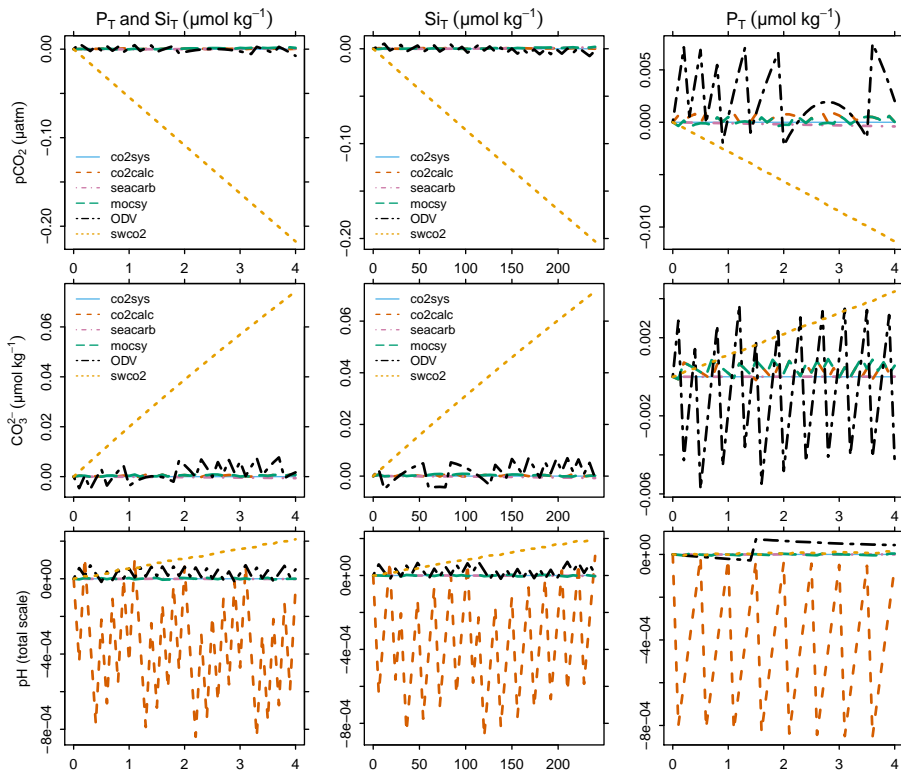 P_T and Si_T (μmol kg⁻¹)
Si_T (μmol kg⁻¹)
P_T (μmol kg⁻¹)
pCO₂ (μatm)
0.00
−0.10
−0.20
co2sys
co2calc
seacarb
mocsy
ODV
swco2
0 1 2 3 4
0.00
−0.10
−0.20
co2sys
co2calc
seacarb
mocsy
ODV
swco2
0 50 100 150 200
0.005
0.000
−0.010
0 1 2 3 4
CO₃²⁻ (μmol kg⁻¹)
0.06
0.04
0.02
0.00
co2sys
co2calc
seacarb
mocsy
ODV
swco2
0 1 2 3 4
0.06
0.04
0.02
0.00
co2sys
co2calc
seacarb
mocsy
ODV
swco2
0 50 100 150 200
0.002
−0.002
−0.006
0 1 2 3 4
pH (total scale)
0e+00
−4e−04
−8e−04
0 1 2 3 4
0e+00
−4e−04
−8e−04
0 50 100 150 200
0e+00
−4e−04
−8e−04
0 1 2 3 4